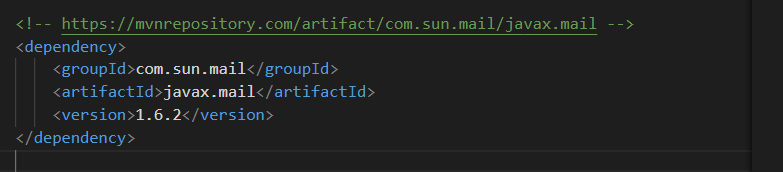 <!-- https://mvnrepository.com/artifact/com.sun.mail/javax.mail -->
<dependency>
    <groupId>com.sun.mail</groupId>
    <artifactId>javax.mail</artifactId>
    <version>1.6.2</version>
</dependency>